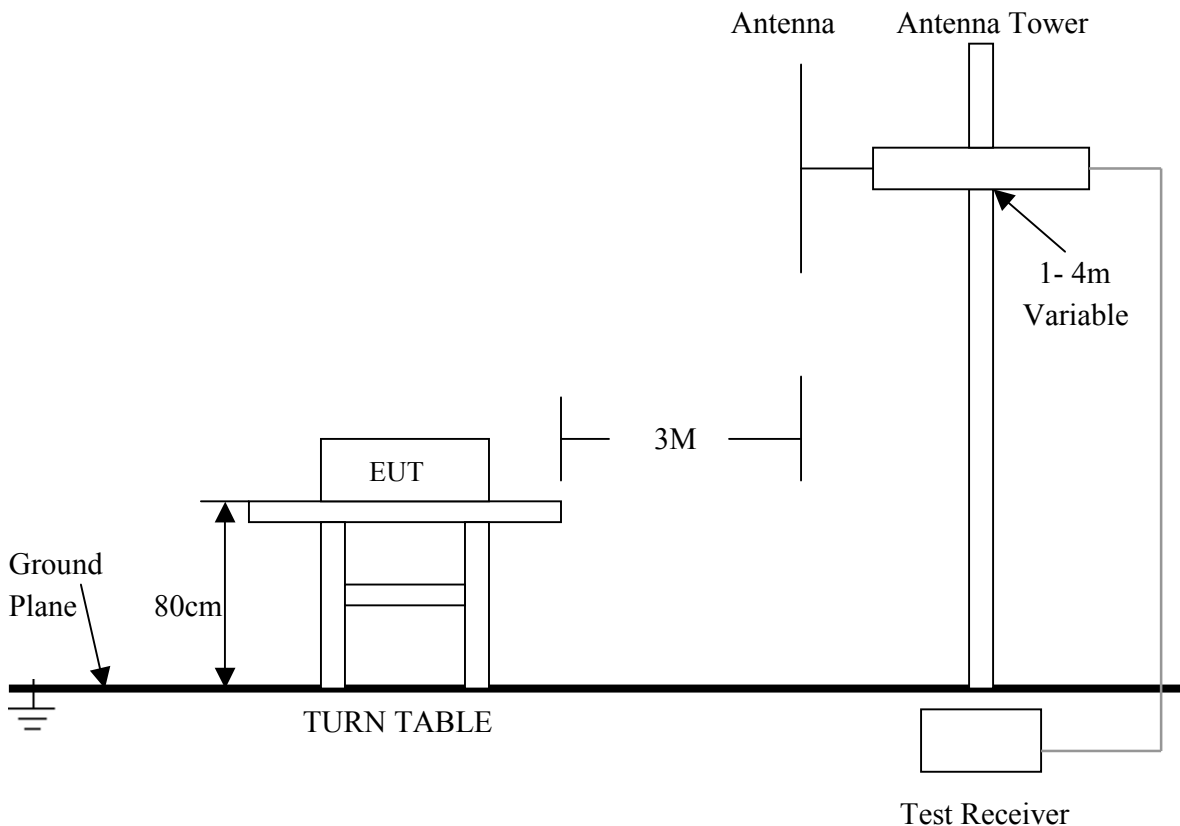 Antenna
Antenna Tower
1- 4m
Variable
3M
EUT
Ground
Plane
80cm
TURN TABLE
Test Receiver